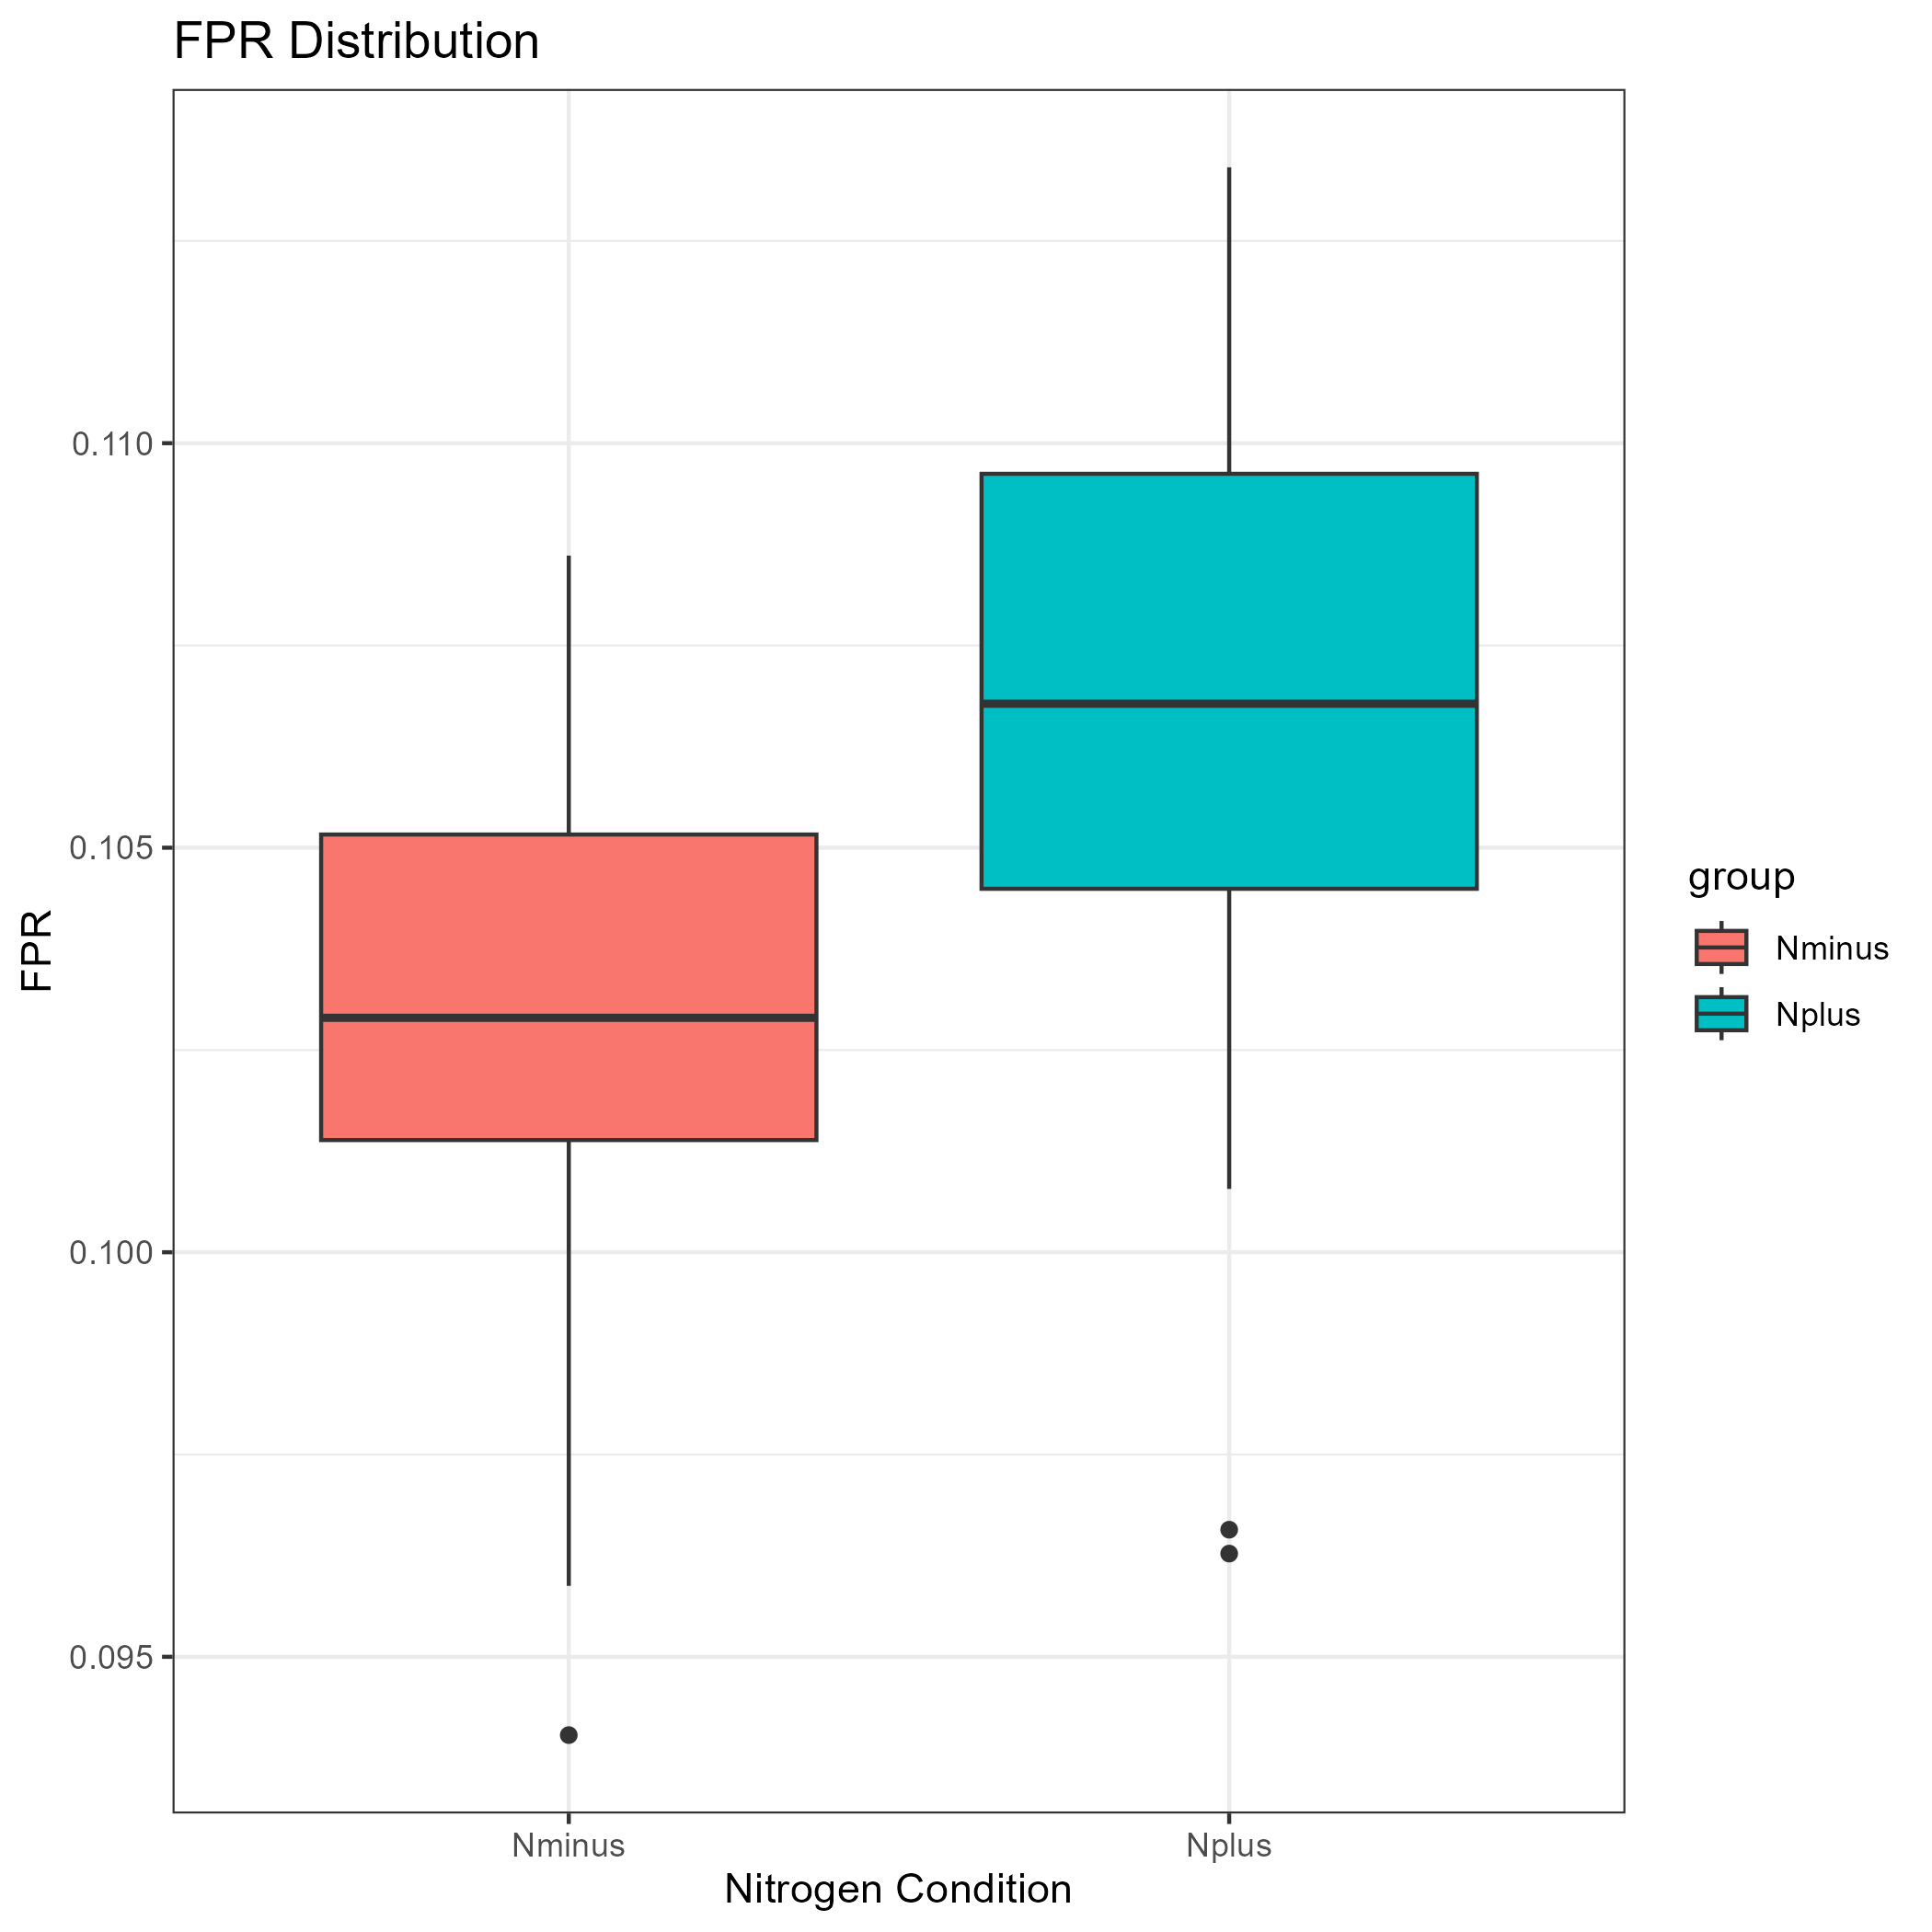 FPR Distribution
0.110
0.105
0.100
0.095
FPR
Nminus
Nplus
Nitrogen Condition
group
Nminus
Nplus